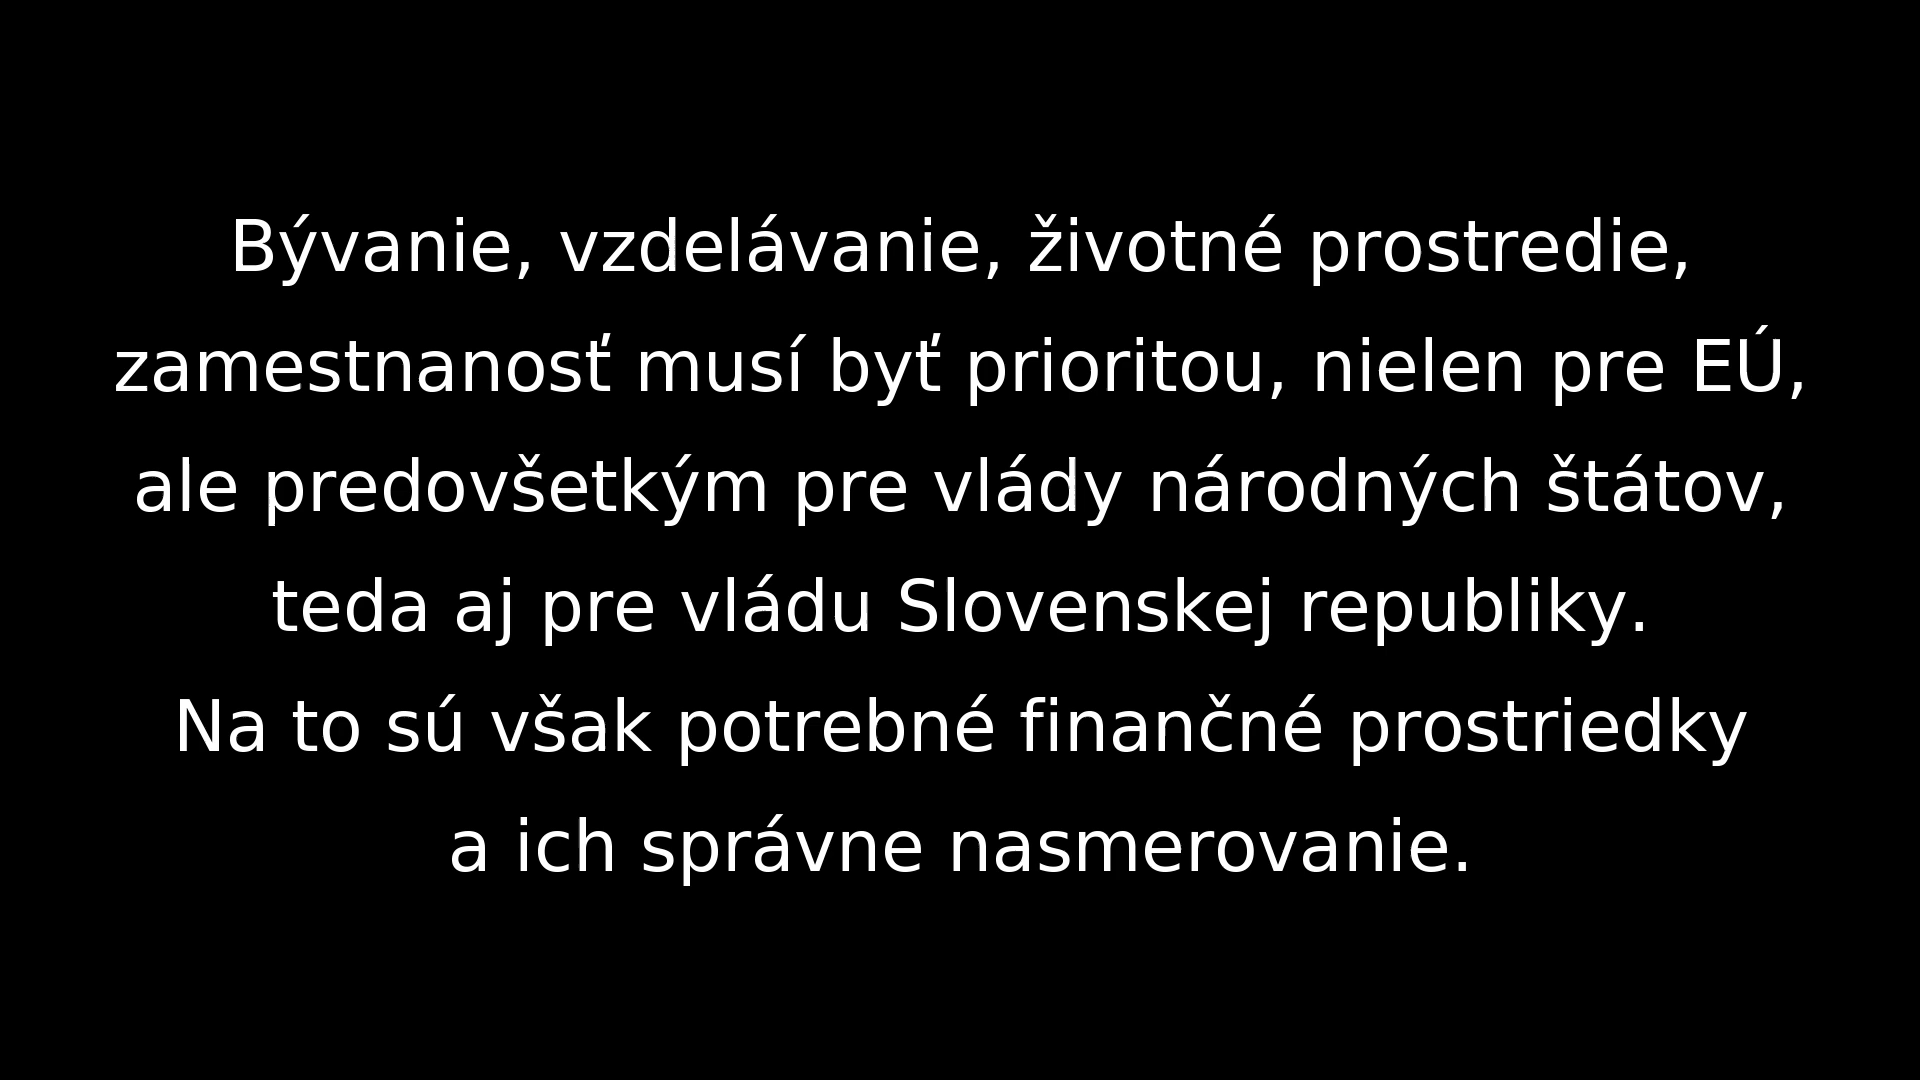 Bývanie, vzdelávanie, životné prostredie,
zamestnanosť musí byť prioritou, nielen pre EÚ,
ale predovšetkým pre vlády národných štátov,
teda aj pre vládu Slovenskej republiky.
Na to sú však potrebné finančné prostriedky
a ich správne nasmerovanie.